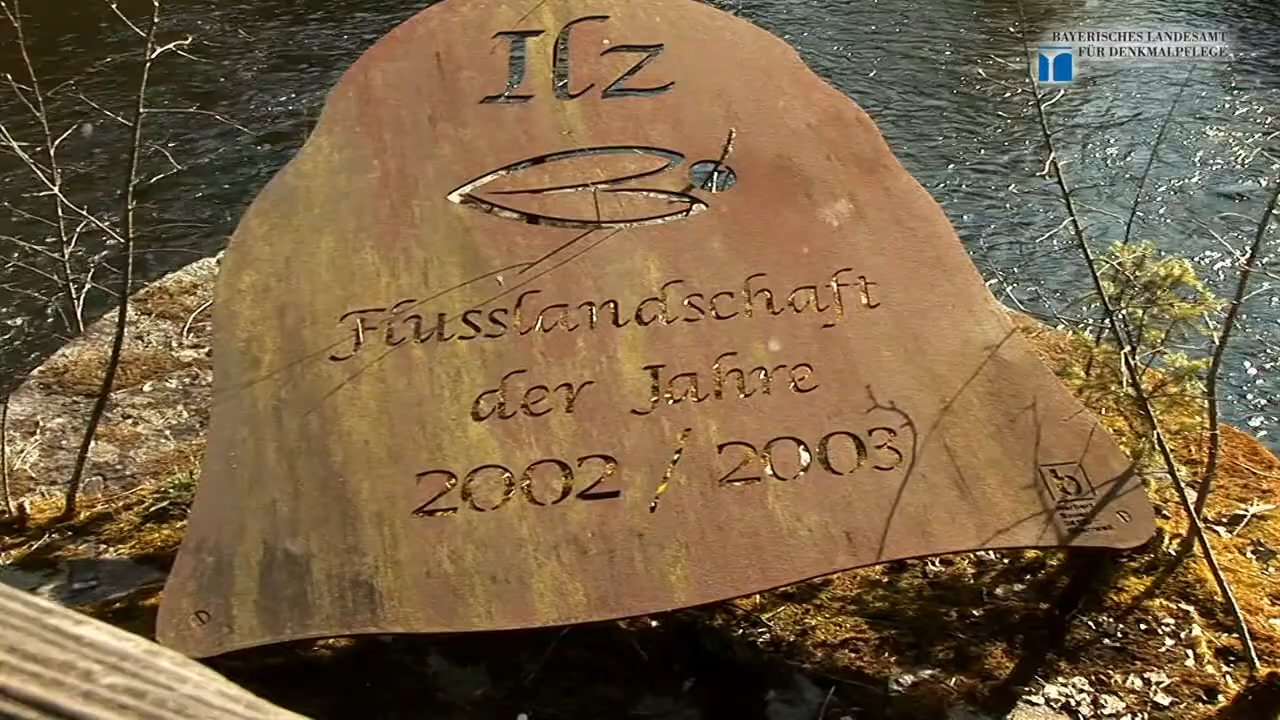 BAYERISCHES LANDESAMT
FÜR DENKMALPFLEGE
Ilz
Flusslandschaft
der Jahre
2002 / 2003
b